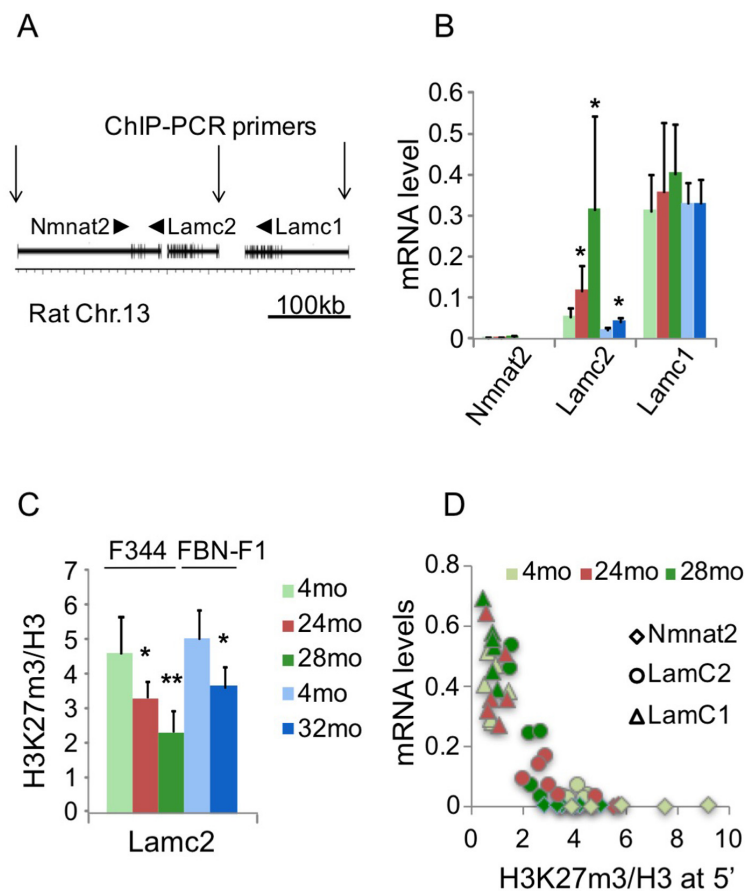 A
ChIP-PCR primers
Nmnat2 ▶ ◀Lamc2 ◀Lamc1
Rat Chr.13
100kb
B
mRNA level
0.6
0.5
0.4
0.3
0.2
0.1
0
* * *
Nmnat2
Lamc2
Lamc1
C
F344 FBN-F1
H3K27m3/H3
7
6
5
4
3
2
1
0
* ** *
Lamc2
4mo
24mo
28mo
4mo
32mo
D
mRNA levels
0.8
0.6
0.4
0.2
0
4mo 24mo 28mo
Nmnat2
LamC2
LamC1
0 2 4 6 8 10
H3K27m3/H3 at 5’